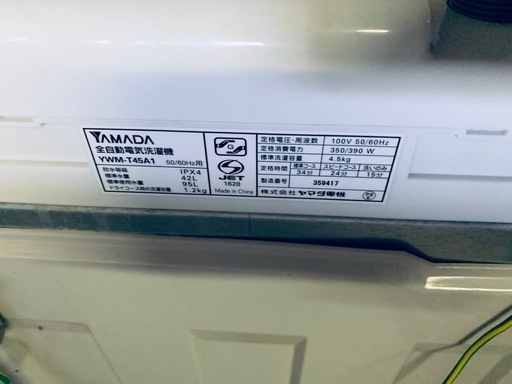 YAMADA
全自動電気洗濯機
YWM-T45A1 50/60Hz用
防水等級 IPX4
標準水量 42L
標準使用水量 95L
ドライコース時の洗濯容量 1.2kg
JET
1628
Made in China
定格電圧・周波数 100V 50/60Hz
定格消費電力 350/390 W
標準洗濯容量 4.5kg
標準コース スピードコース 洗いのみ
34分 24分 15分
製造番号 359417
株式会社 ヤマダ電機